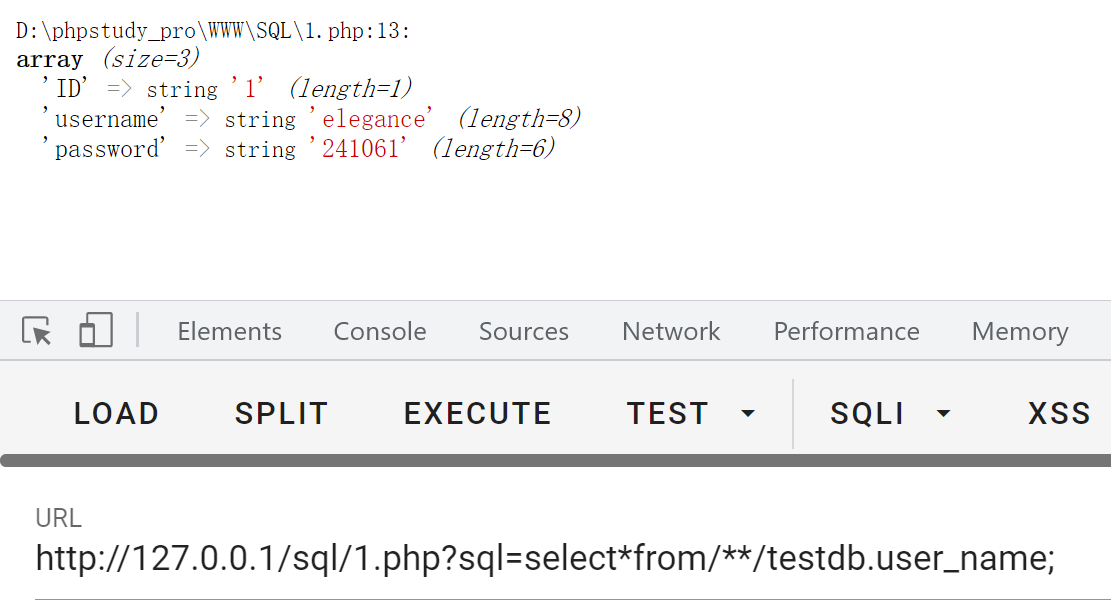 D:\phpstudy_pro\WWW\SQL\1.php:13:
array (size=3)
'ID' => string '1' (length=1)
'username' => string 'elegance' (length=8)
'password' => string '241061' (length=6)
Elements Console Sources Network Performance Memory
LOAD SPLIT EXECUTE TEST SQLI XSS
URL
http://127.0.0.1/sql/1.php?sql=select*from/**/testdb.user_name;